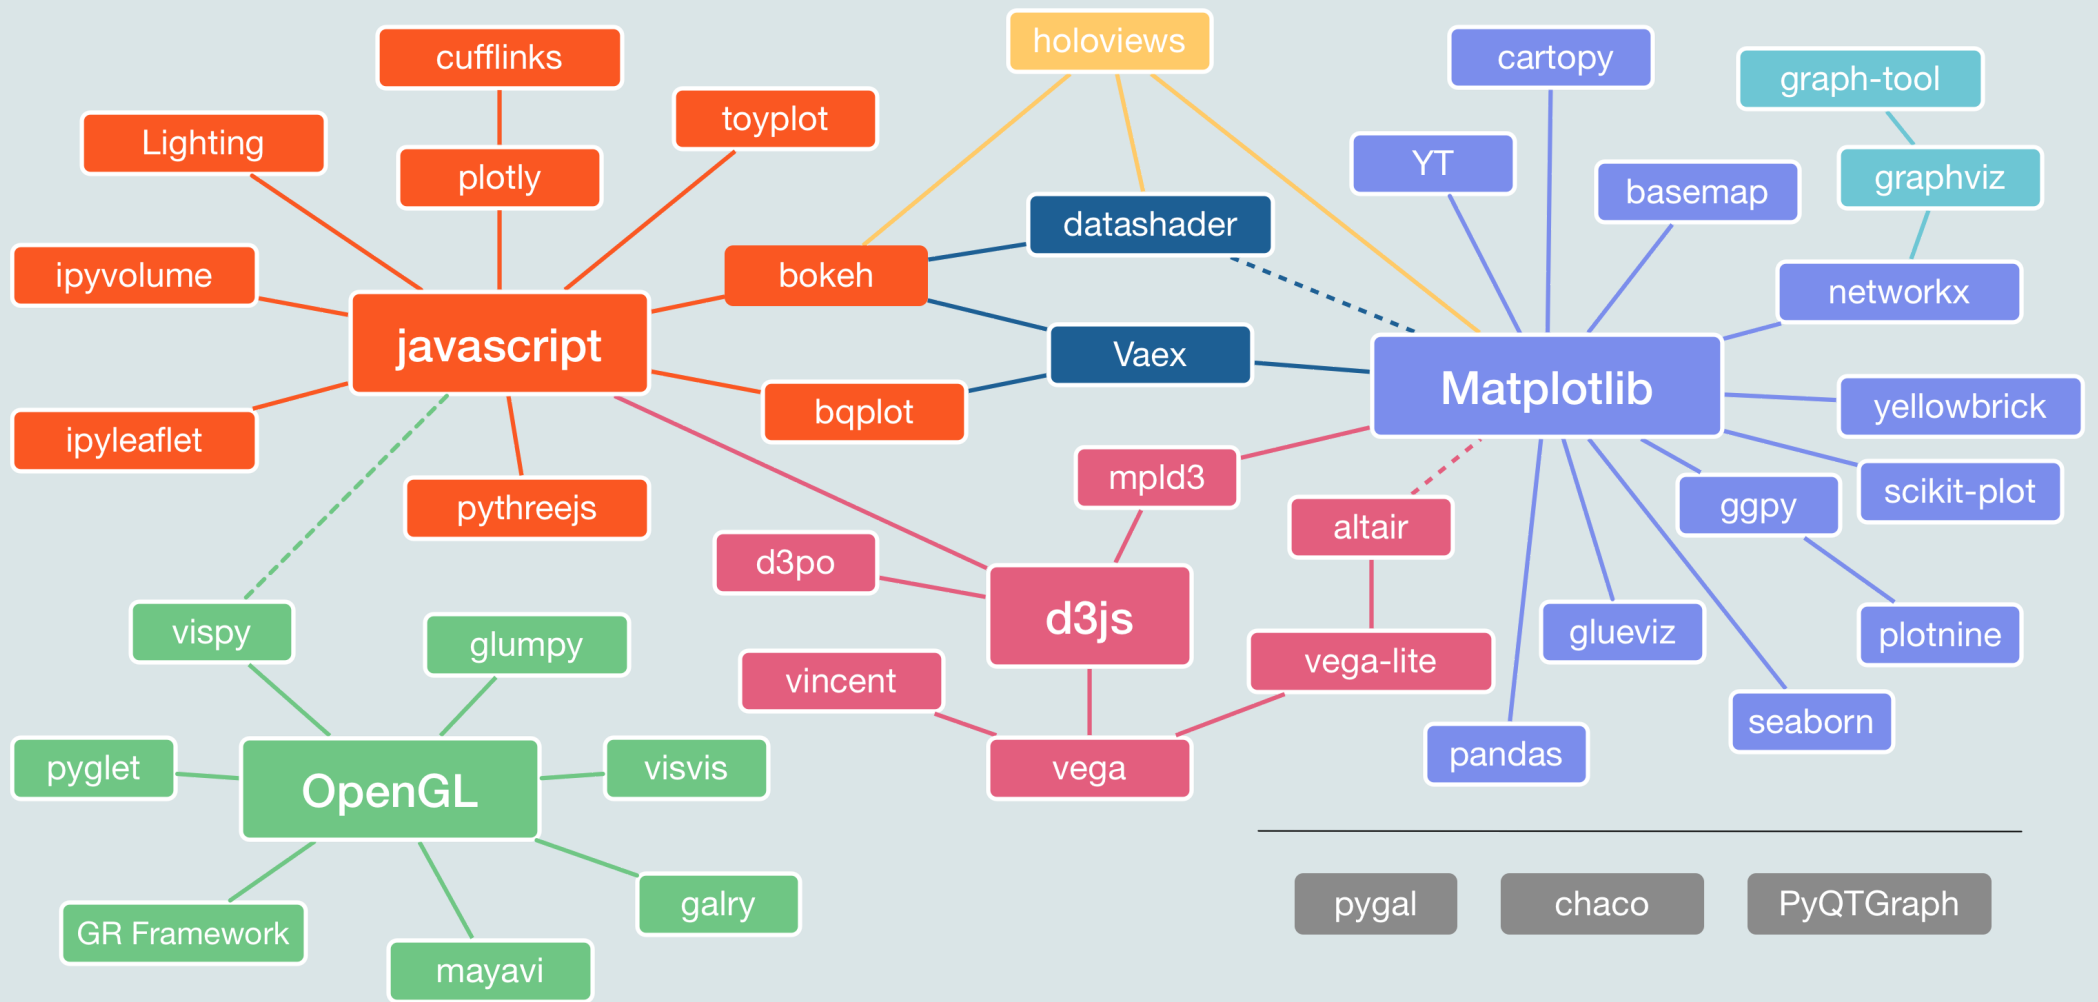 holoviews
cufflinks
cartopy
graph-tool
toyplot
Lighting
YT
plotly
graphviz
basemap
datashader
ipyvolume
bokeh
networkx
javascript
Vaex
Matplotlib
yellowbrick
bqplot
ipyleaflet
mpld3
scikit-plot
pythreejs
ggpy
altair
d3po
d3js
vispy
glueviz
plotnine
glumpy
vega-lite
vincent
seaborn
pandas
pyglet
visvis
vega
OpenGL
galry
pygal
chaco
PyQTGraph
GR Framework
mayavi